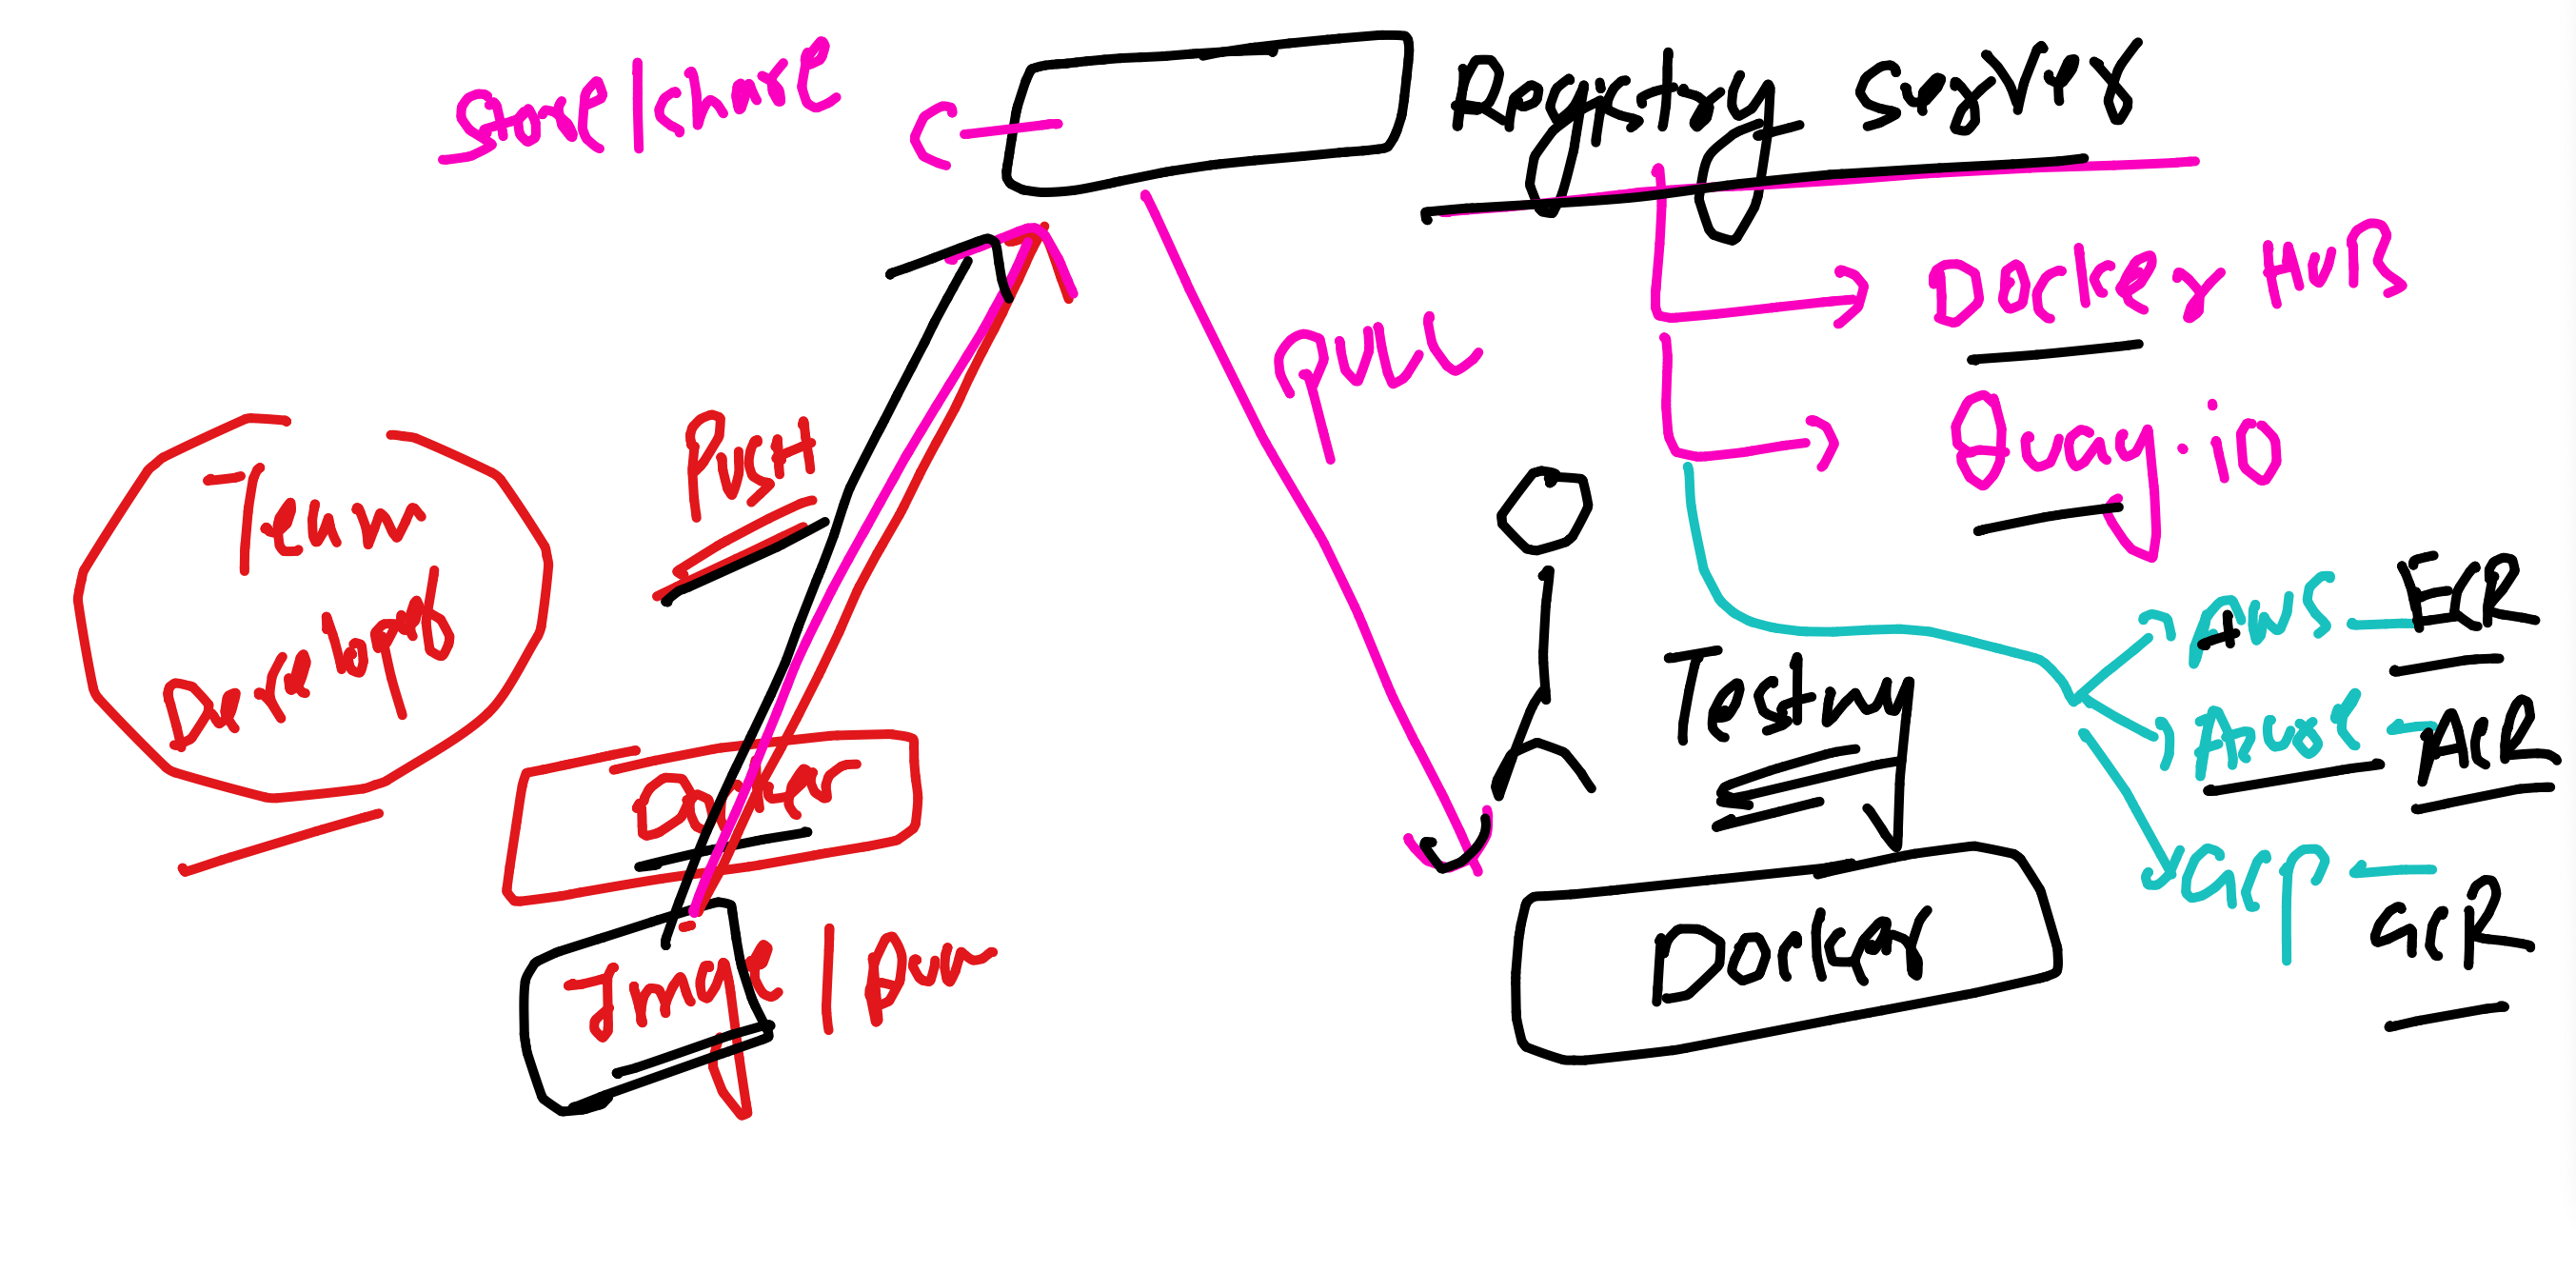 Store/share
Registry server
Docker HUB
Quay.io
PULL
PUSH
Team
Developer
AWS - ECR
Azure - ACR
GCP - GCR
Testing
Docker
Docker
Image / Run